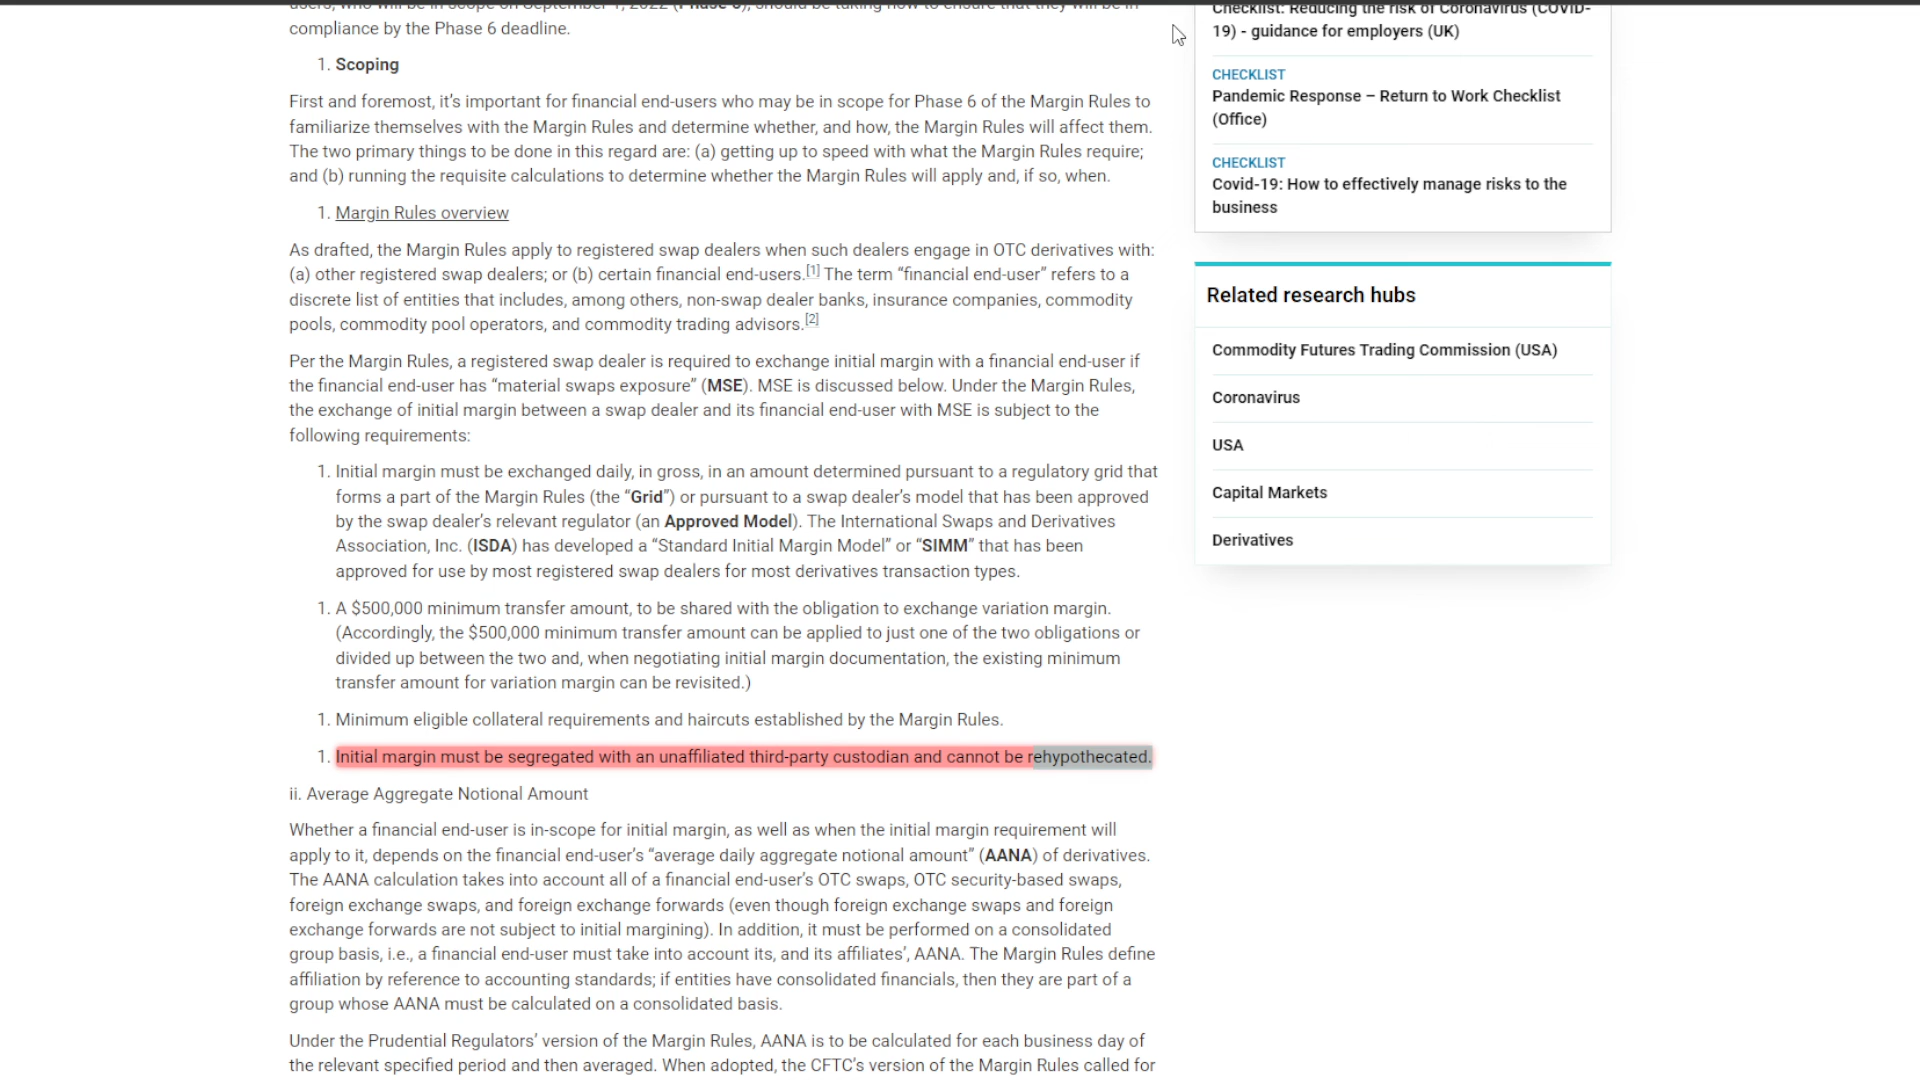 users, who will be in scope on September 1, 2022 (Phase 6), should be taking now to ensure that they will be in
compliance by the Phase 6 deadline.
1. Scoping
First and foremost, it’s important for financial end-users who may be in scope for Phase 6 of the Margin Rules to
familiarize themselves with the Margin Rules and determine whether, and how, the Margin Rules will affect them.
The two primary things to be done in this regard are: (a) getting up to speed with what the Margin Rules require;
and (b) running the requisite calculations to determine whether the Margin Rules will apply and, if so, when.
1. Margin Rules overview
As drafted, the Margin Rules apply to registered swap dealers when such dealers engage in OTC derivatives with:
(a) other registered swap dealers; or (b) certain financial end-users.[1] The term “financial end-user” refers to a
discrete list of entities that includes, among others, non-swap dealer banks, insurance companies, commodity
pools, commodity pool operators, and commodity trading advisors.[2]
Per the Margin Rules, a registered swap dealer is required to exchange initial margin with a financial end-user if
the financial end-user has “material swaps exposure” (MSE). MSE is discussed below. Under the Margin Rules,
the exchange of initial margin between a swap dealer and its financial end-user with MSE is subject to the
following requirements:
1. Initial margin must be exchanged daily, in gross, in an amount determined pursuant to a regulatory grid that
forms a part of the Margin Rules (the “Grid”) or pursuant to a swap dealer’s model that has been approved
by the swap dealer’s relevant regulator (an Approved Model). The International Swaps and Derivatives
Association, Inc. (ISDA) has developed a “Standard Initial Margin Model” or “SIMM” that has been
approved for use by most registered swap dealers for most derivatives transaction types.
1. A $500,000 minimum transfer amount, to be shared with the obligation to exchange variation margin.
(Accordingly, the $500,000 minimum transfer amount can be applied to just one of the two obligations or
divided up between the two and, when negotiating initial margin documentation, the existing minimum
transfer amount for variation margin can be revisited.)
1. Minimum eligible collateral requirements and haircuts established by the Margin Rules.
1. Initial margin must be segregated with an unaffiliated third-party custodian and cannot be rehypothecated.
ii. Average Aggregate Notional Amount
Whether a financial end-user is in-scope for initial margin, as well as when the initial margin requirement will
apply to it, depends on the financial end-user’s “average daily aggregate notional amount” (AANA) of derivatives.
The AANA calculation takes into account all of a financial end-user’s OTC swaps, OTC security-based swaps,
foreign exchange swaps, and foreign exchange forwards (even though foreign exchange swaps and foreign
exchange forwards are not subject to initial margining). In addition, it must be performed on a consolidated
group basis, i.e., a financial end-user must take into account its, and its affiliates’, AANA. The Margin Rules define
affiliation by reference to accounting standards; if entities have consolidated financials, then they are part of a
group whose AANA must be calculated on a consolidated basis.
Under the Prudential Regulators’ version of the Margin Rules, AANA is to be calculated for each business day of
the relevant specified period and then averaged. When adopted, the CFTC’s version of the Margin Rules called for
Checklist: Reducing the risk of Coronavirus (COVID-
19) - guidance for employers (UK)
CHECKLIST
Pandemic Response – Return to Work Checklist
(Office)
CHECKLIST
Covid-19: How to effectively manage risks to the
business
Related research hubs
Commodity Futures Trading Commission (USA)
Coronavirus
USA
Capital Markets
Derivatives